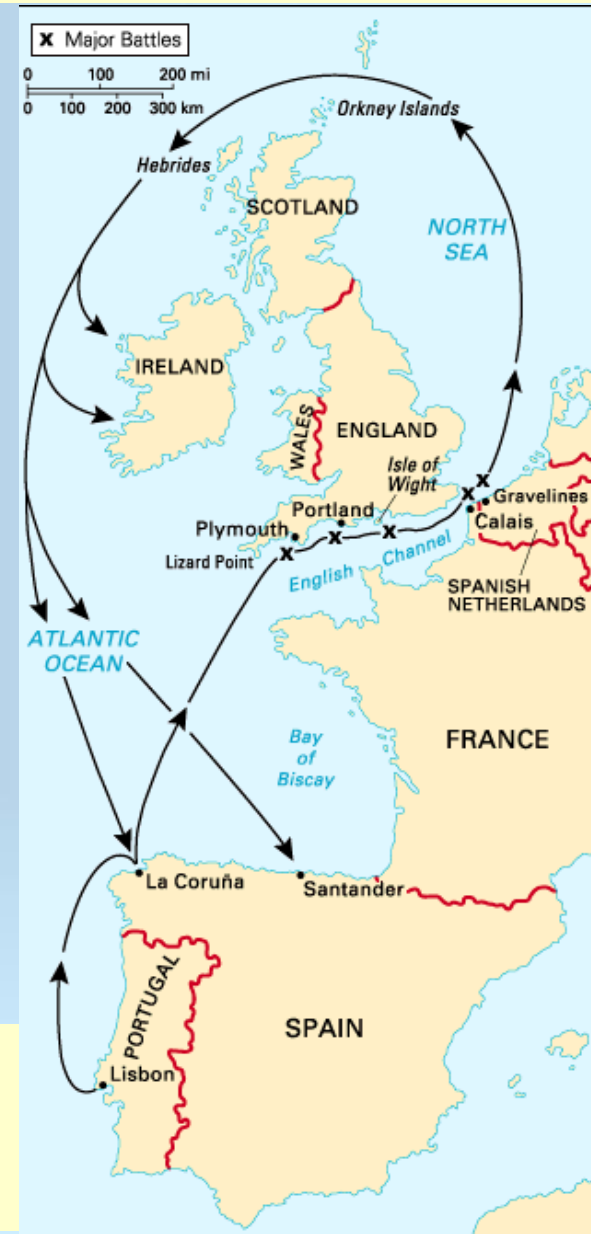 x Major Battles
0 100 200 mi
0 100 200 300 km
Orkney Islands
Hebrides
SCOTLAND
NORTH
SEA
IRELAND
WALES
ENGLAND
Isle of
Wight
Portland
Plymouth
Gravelines
Calais
Lizard Point
English Channel
SPANISH
NETHERLANDS
ATLANTIC
OCEAN
Bay
of
Biscay
FRANCE
La Coruña
Santander
PORTUGAL
SPAIN
Lisbon